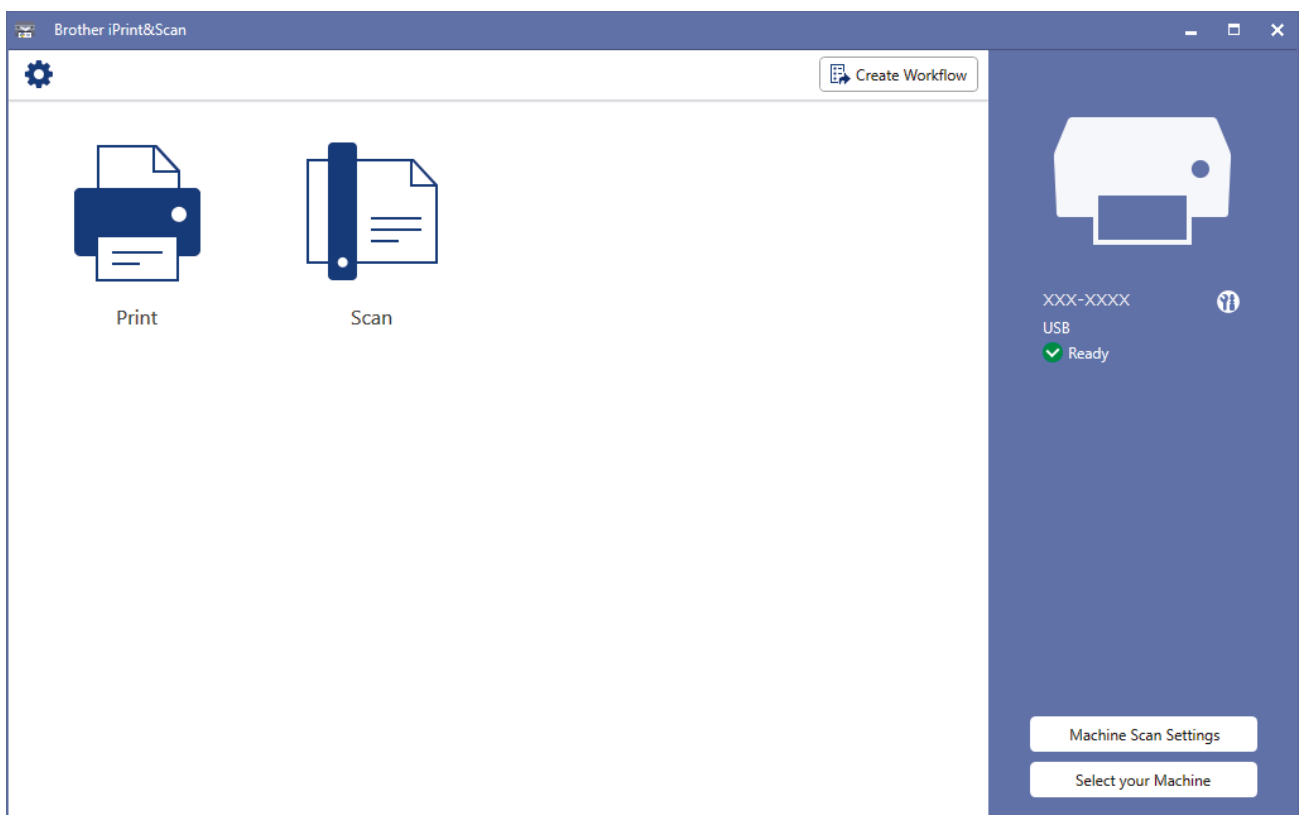 Brother iPrint&Scan
Create Workflow
Print
Scan
XXX-XXXX
USB
Ready
Machine Scan Settings
Select your Machine